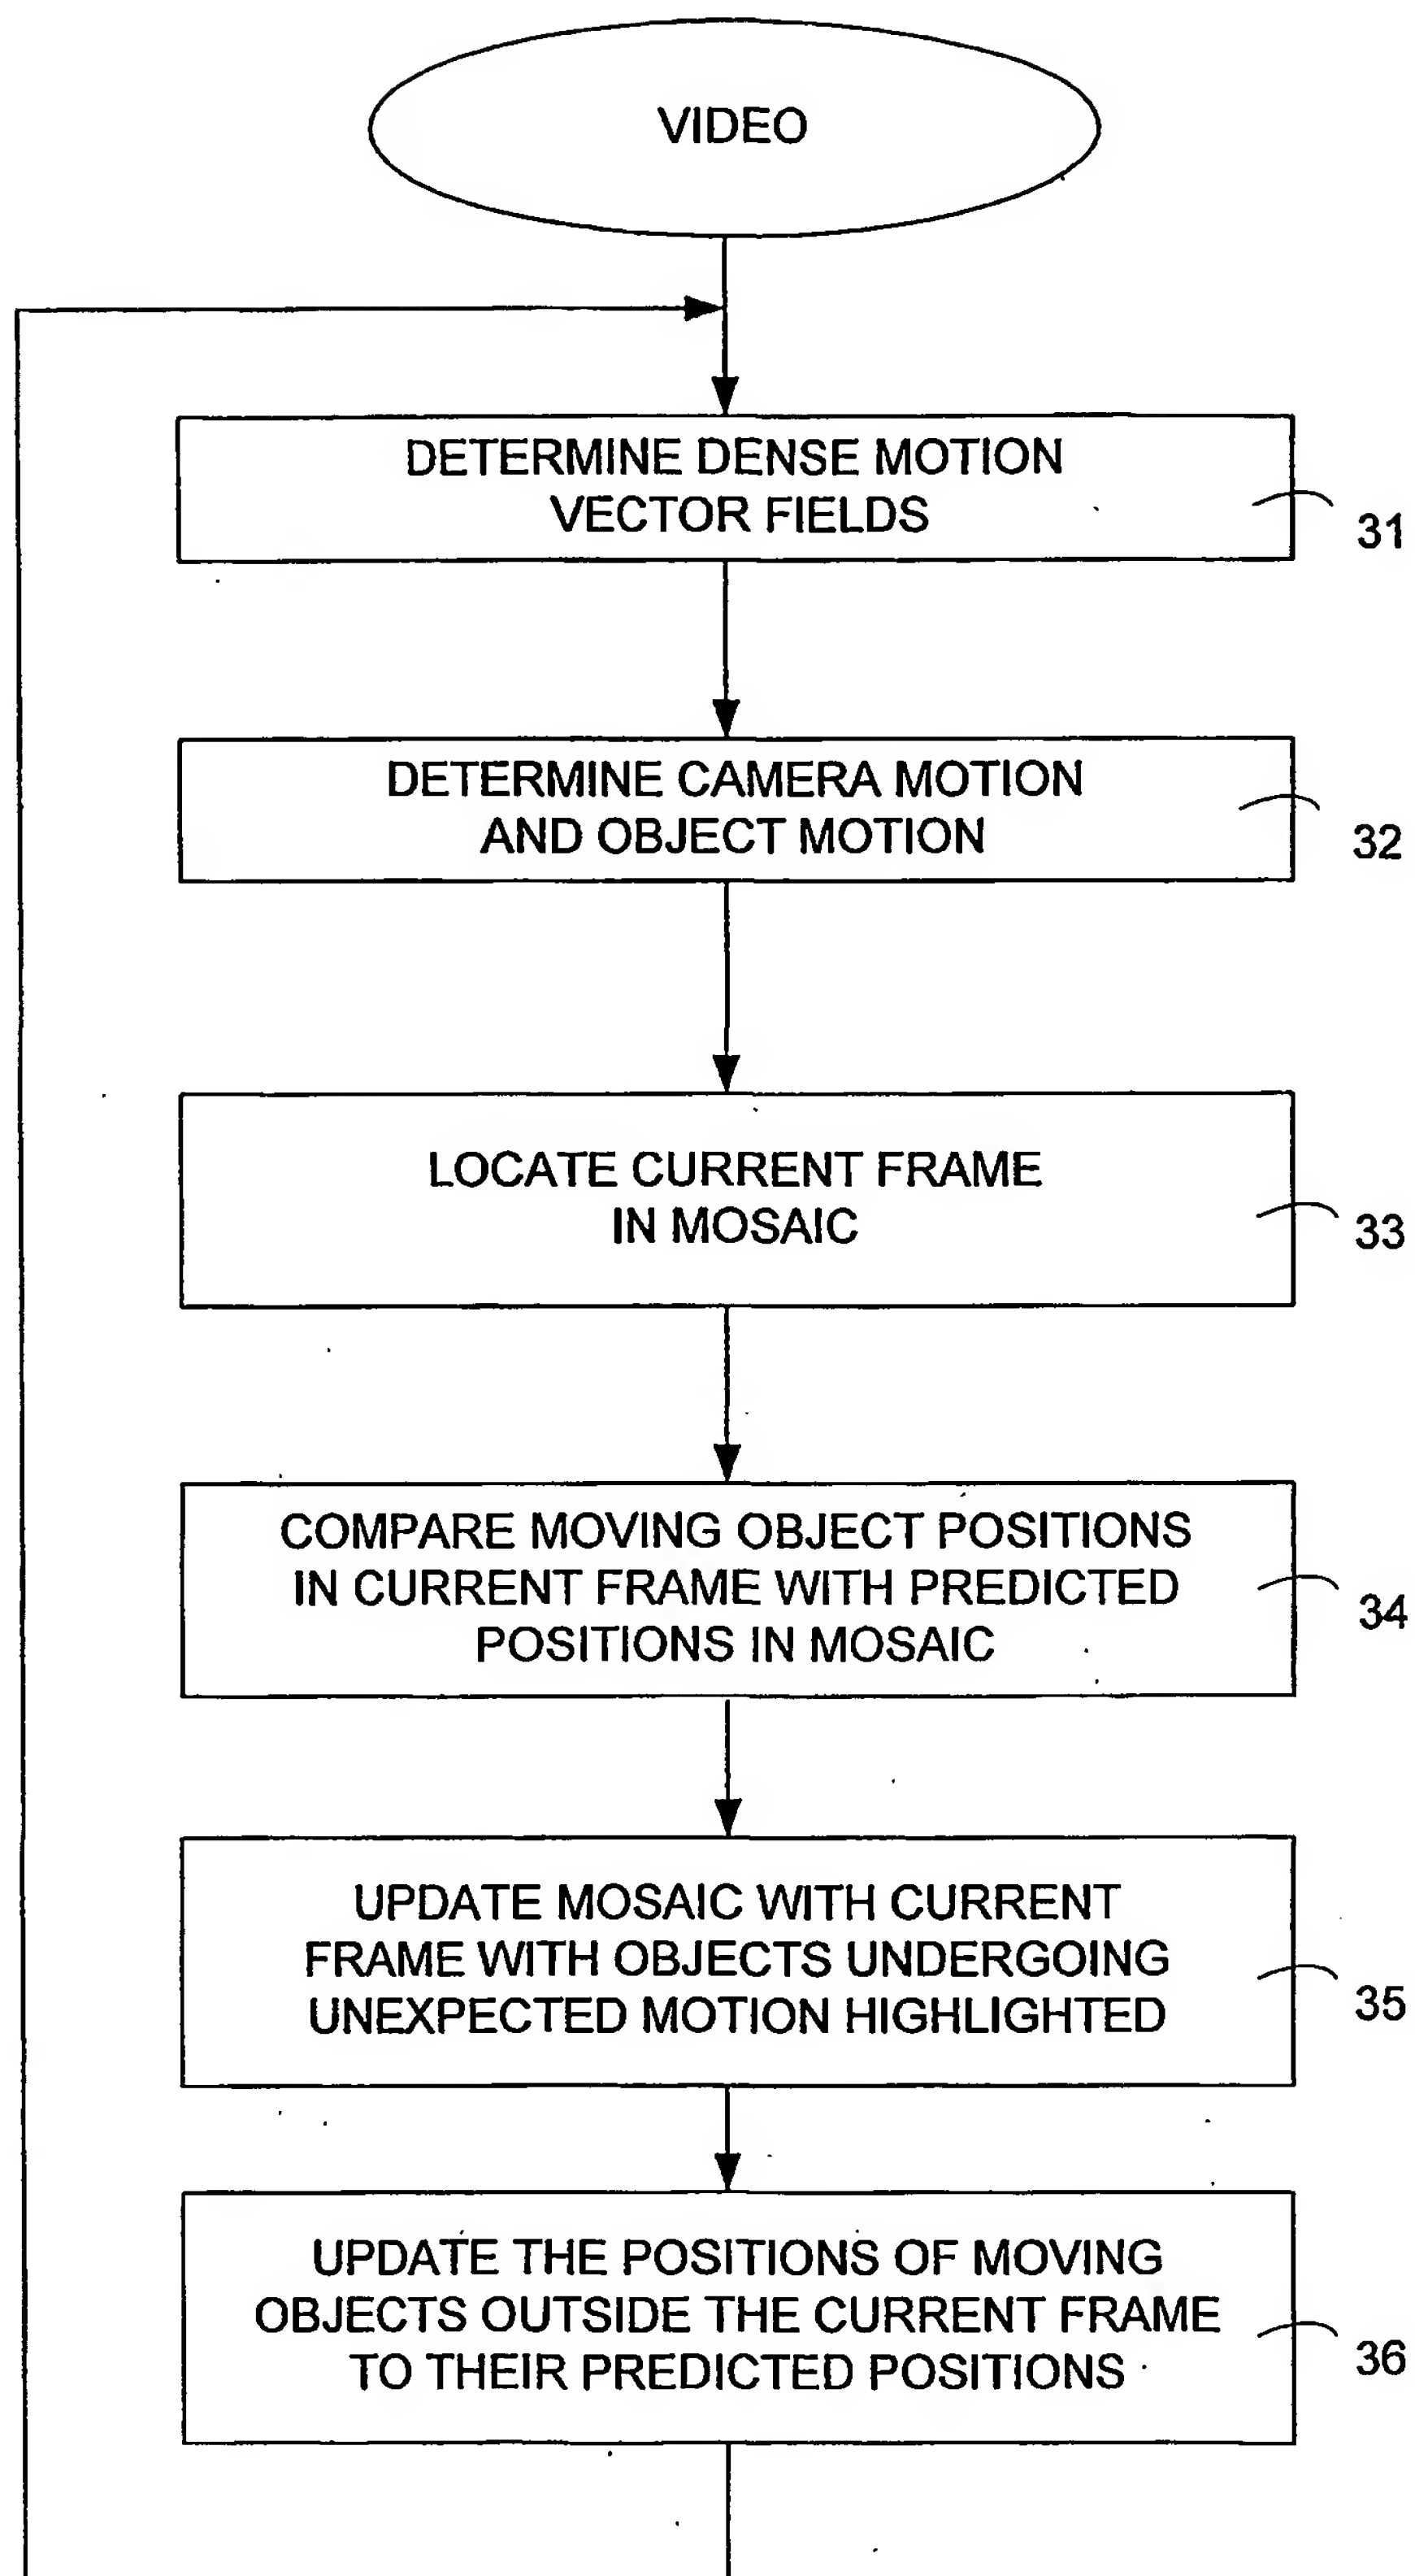 VIDEO
DETERMINE DENSE MOTION
VECTOR FIELDS
31
DETERMINE CAMERA MOTION
AND OBJECT MOTION
32
LOCATE CURRENT FRAME
IN MOSAIC
33
COMPARE MOVING OBJECT POSITIONS
IN CURRENT FRAME WITH PREDICTED
POSITIONS IN MOSAIC
34
UPDATE MOSAIC WITH CURRENT
FRAME WITH OBJECTS UNDERGOING
UNEXPECTED MOTION HIGHLIGHTED
35
UPDATE THE POSITIONS OF MOVING
OBJECTS OUTSIDE THE CURRENT FRAME
TO THEIR PREDICTED POSITIONS
36